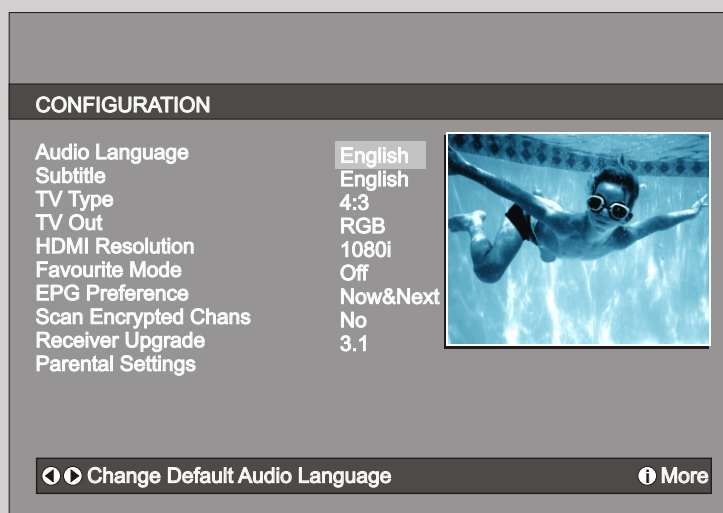 CONFIGURATION
Audio Language English
Subtitle English
TV Type 4:3
TV Out RGB
HDMI Resolution 1080i
Favourite Mode Off
EPG Preference Now&Next
Scan Encrypted Chans No
Receiver Upgrade 3.1
Parental Settings
Change Default Audio Language i More